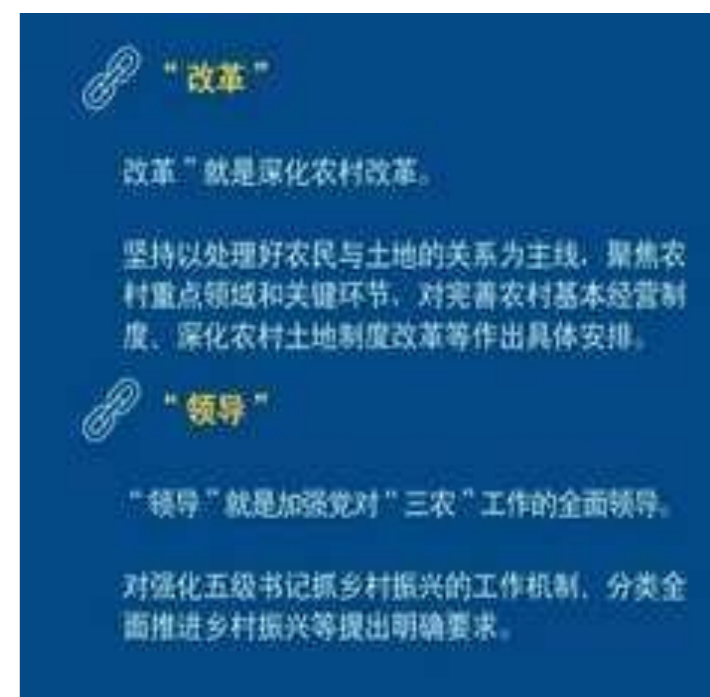 “改革”
改革”就是深化农村改革。
坚持以处理好农民与土地的关系为主线，聚焦农
村重点领域和关键环节，对完善农村基本经营制
度、深化农村土地制度改革等作出具体安排。
“领导”
“领导”就是加强党对“三农”工作的全面领导。
对强化五级书记抓乡村振兴的工作机制，分类全
面推进乡村振兴等提出明确要求。